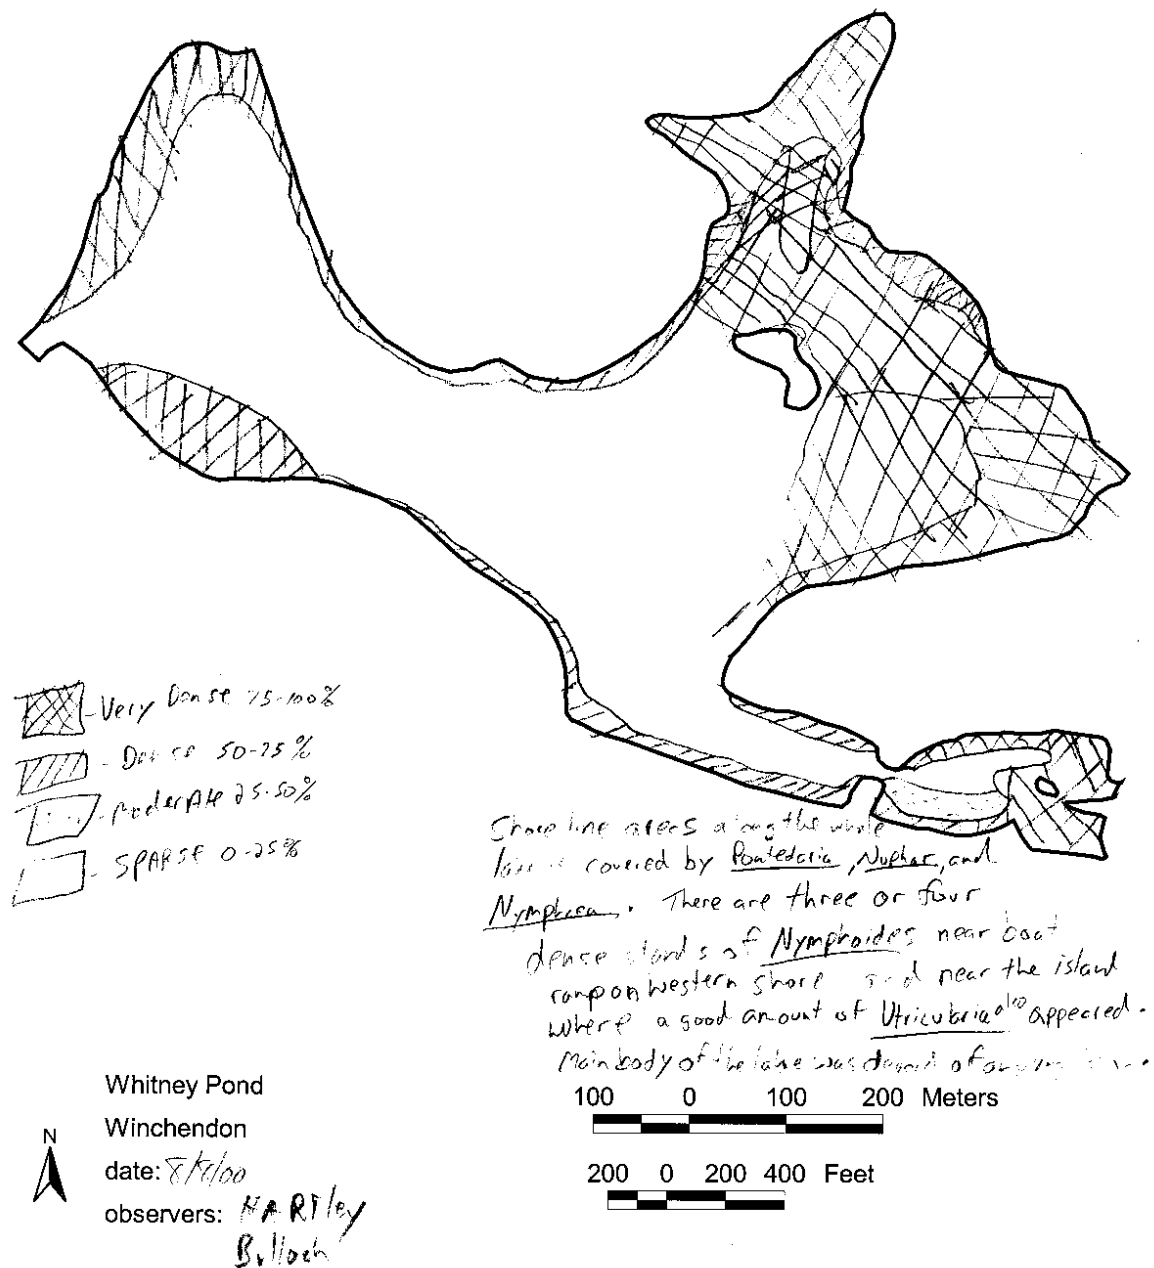 Very Dense 75-100%
Dense 50-75%
ModerAte 25-50%
SPARSE 0-25%
Shore line areas along the whole
covered by Pontedaria, Nuphar, and
Nymphaea. There are three or four
dense stands of Nymphoides near boat
ramp on western shore and near the island
where a good amount of Utricularia also appeared.
Main body of the lake was devoid of
Whitney Pond
Winchendon
N
date: 8/8/00
observers: HARtley
Bulloch
100 0 100 200 Meters
200 0 200 400 Feet